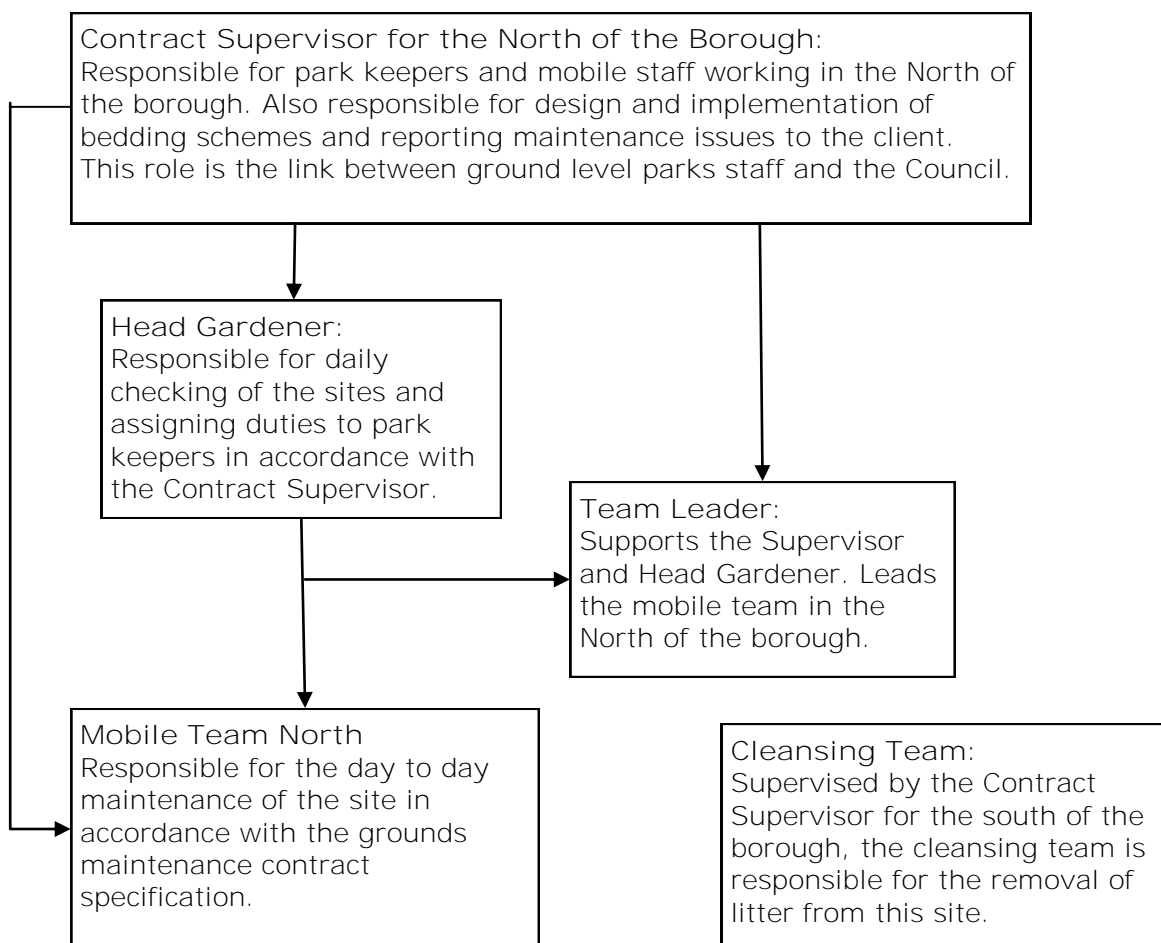 Contract Supervisor for the North of the Borough:
Responsible for park keepers and mobile staff working in the North of
the borough. Also responsible for design and implementation of
bedding schemes and reporting maintenance issues to the client.
This role is the link between ground level parks staff and the Council.
Head Gardener:
Responsible for daily
checking of the sites and
assigning duties to park
keepers in accordance with
the Contract Supervisor.
Team Leader:
Supports the Supervisor
and Head Gardener. Leads
the mobile team in the
North of the borough.
Mobile Team North
Responsible for the day to day
maintenance of the site in
accordance with the grounds
maintenance contract
specification.
Cleansing Team:
Supervised by the Contract
Supervisor for the south of the
borough, the cleansing team is
responsible for the removal of
litter from this site.